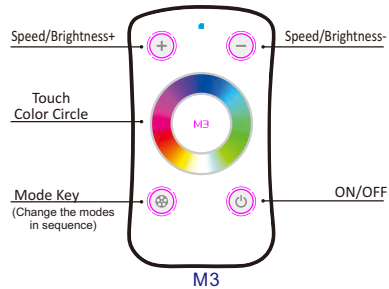 Speed/Brightness+
Speed/Brightness-
Touch
Color Circle
M3
Mode Key
(Change the modes
in sequence)
ON/OFF
M3